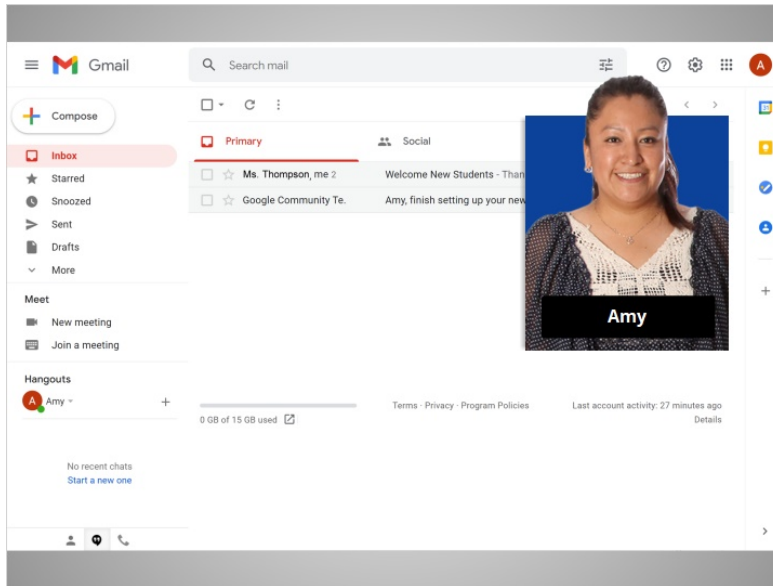 Gmail
Search mail
A
Compose
Primary
Social
Inbox
Ms. Thompson, me 2 Welcome New Students - Than
Starred
Google Community Te. Amy, finish setting up your new
Snoozed
Sent
Drafts
More
Meet
New meeting
Join a meeting
Hangouts
A Amy
No recent chats
Start a new one
Amy
0 GB of 15 GB used
Terms · Privacy · Program Policies
Last account activity: 27 minutes ago
Details